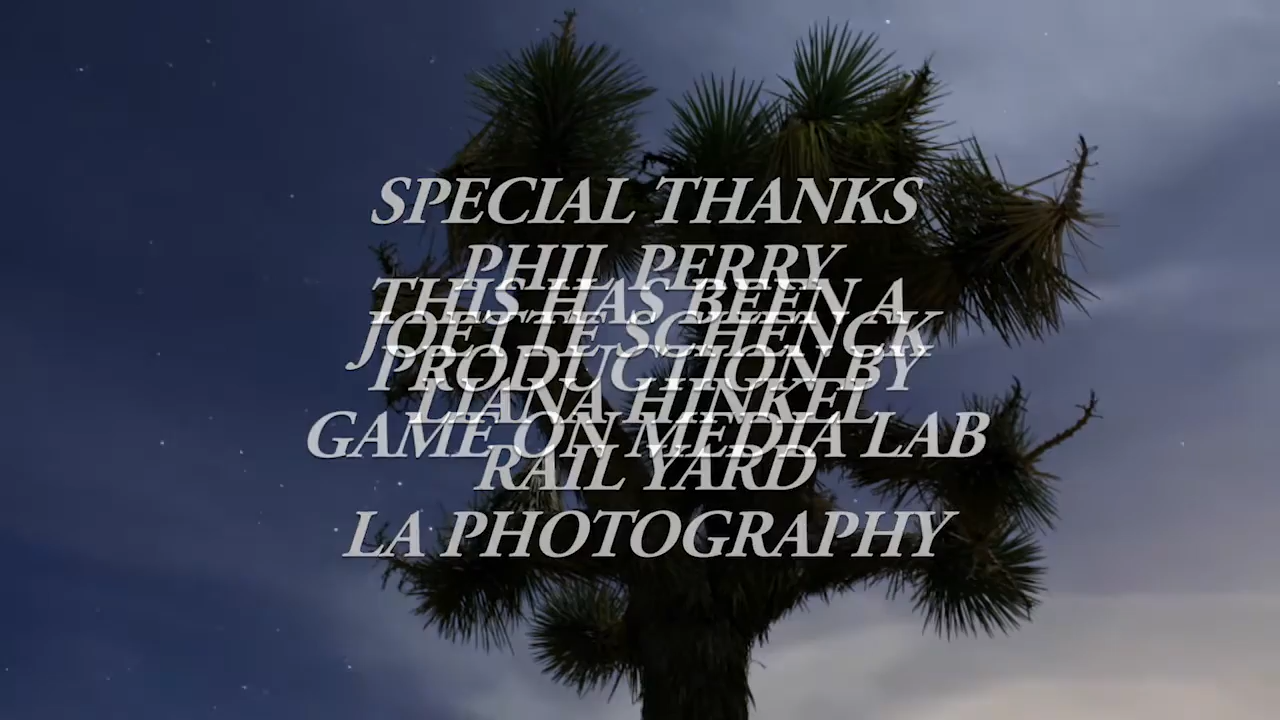 SPECIAL THANKS
PHIL PERRY
THIS HAS BEEN A
JOETTE SCHENCK
PRODUCTION BY
LIANA HINKEL
GAME ON MEDIA LAB
RAIL YARD
LA PHOTOGRAPHY